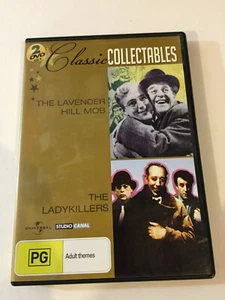 2 DVD
Classic COLLECTABLES
THE LAVENDER
HILL MOB
THE
LADYKILLERS
UNIVERSAL
STUDIO CANAL
PG
Adult themes